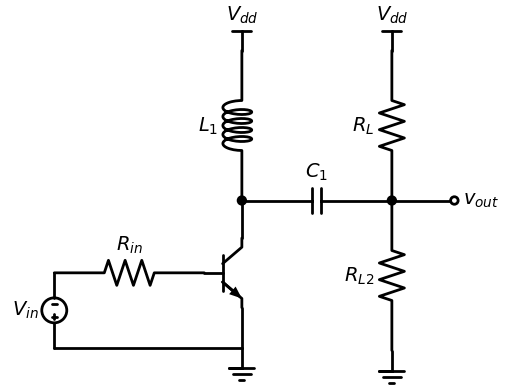 V_dd V_dd
L_1 R_L
C_1 v_out
R_in R_L2
V_in